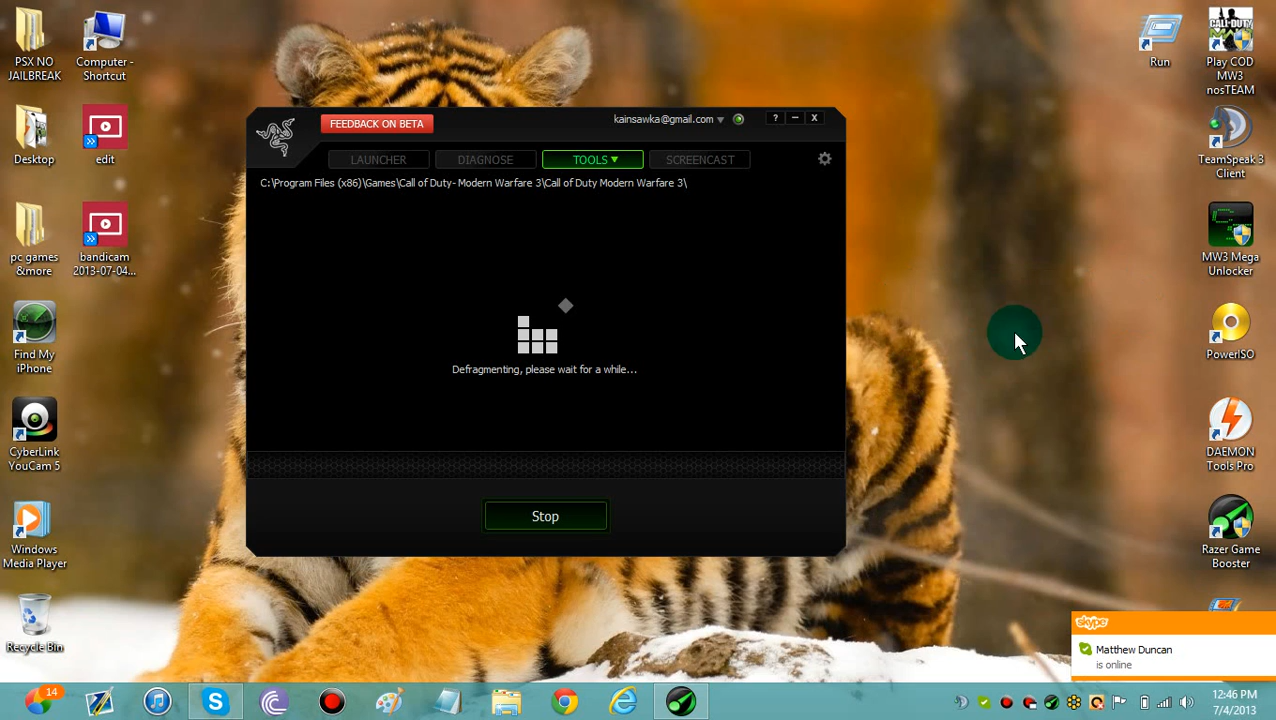 PSX NO
JAILBREAK
Computer -
Shortcut
Desktop
edit
pc games
&more
bandicam
2013-07-04...
Find My
iPhone
CyberLink
YouCam 5
Windows
Media Player
Recycle Bin
FEEDBACK ON BETA
kainsawka@gmail.com
?
LAUNCHER
DIAGNOSE
TOOLS
SCREENCAST
C:\Program Files (x86)\Games\Call of Duty- Modern Warfare 3\Call of Duty Modern Warfare 3\
Defragmenting, please wait for a while...
Stop
Run
CALL OF DUTY
Play COD
MW3
nosTEAM
TeamSpeak 3
Client
MW3 Mega
Unlocker
PowerISO
DAEMON
Tools Pro
Razer Game
Booster
skype
Matthew Duncan
is online
14
12:46 PM
7/4/2013